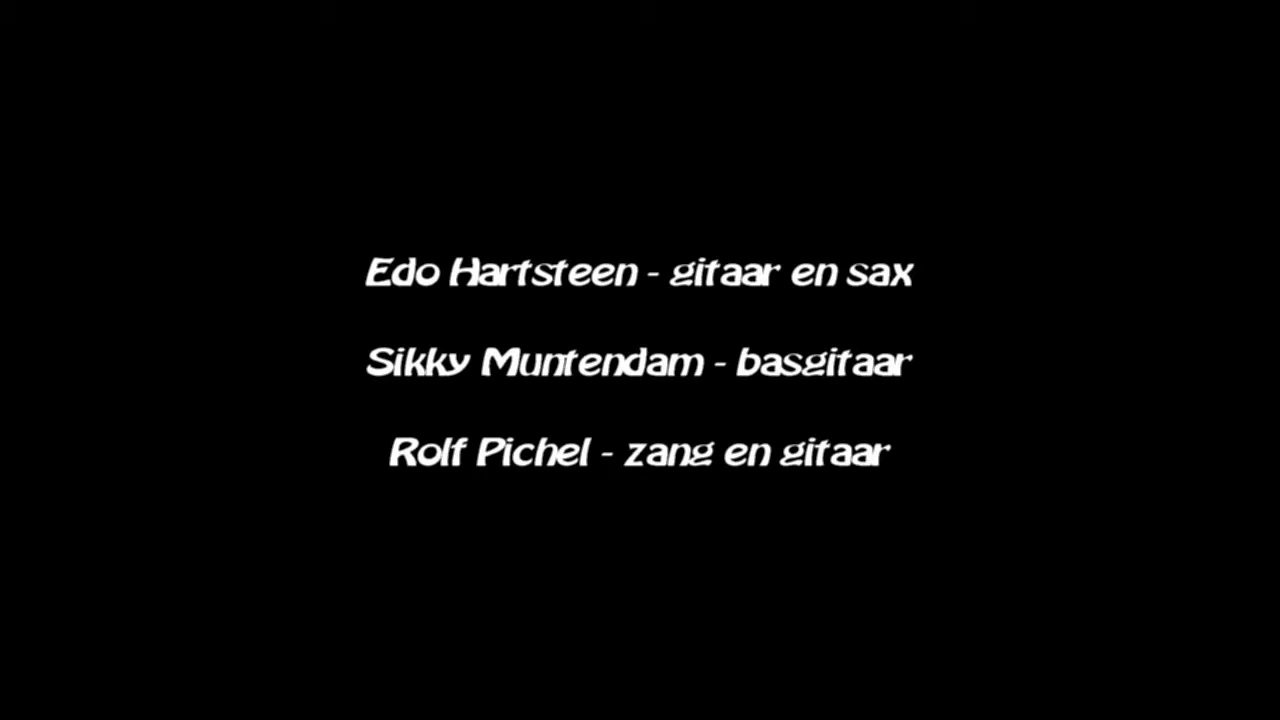 Edo Hartsteen - gitaar en sax
Sikky Muntendam - basgitaar
Rolf Pichel - zang en gitaar